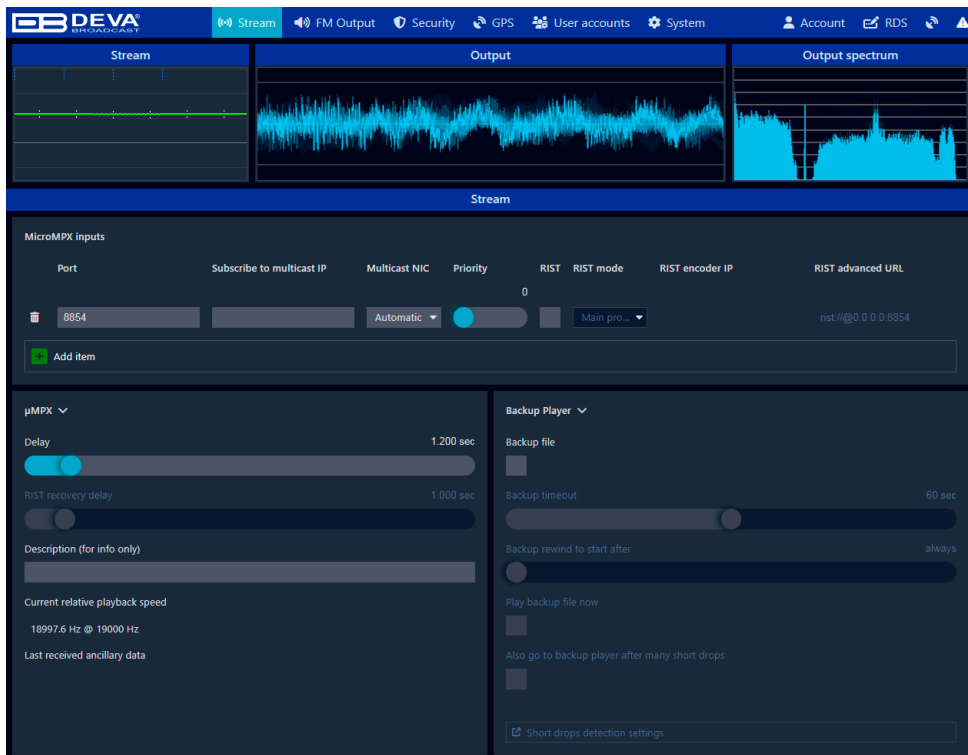 DEVA®
BROADCAST
Stream
FM Output
Security
GPS
User accounts
System
Account
RDS
Stream
Output
Output spectrum
Stream
MicroMPX inputs
Port Subscribe to multicast IP Multicast NIC Priority RIST RIST mode RIST encoder IP RIST advanced URL
0
8854 Automatic Main pro... rist://@0.0.0.0:8854
Add item
µMPX
Delay 1.200 sec
RIST recovery delay 1.000 sec
Description (for info only)
Current relative playback speed
18997.6 Hz @ 19000 Hz
Last received ancillary data
Backup Player
Backup file
Backup timeout 60 sec
Backup rewind to start after always
Play backup file now
Also go to backup player after many short drops
Short drops detection settings